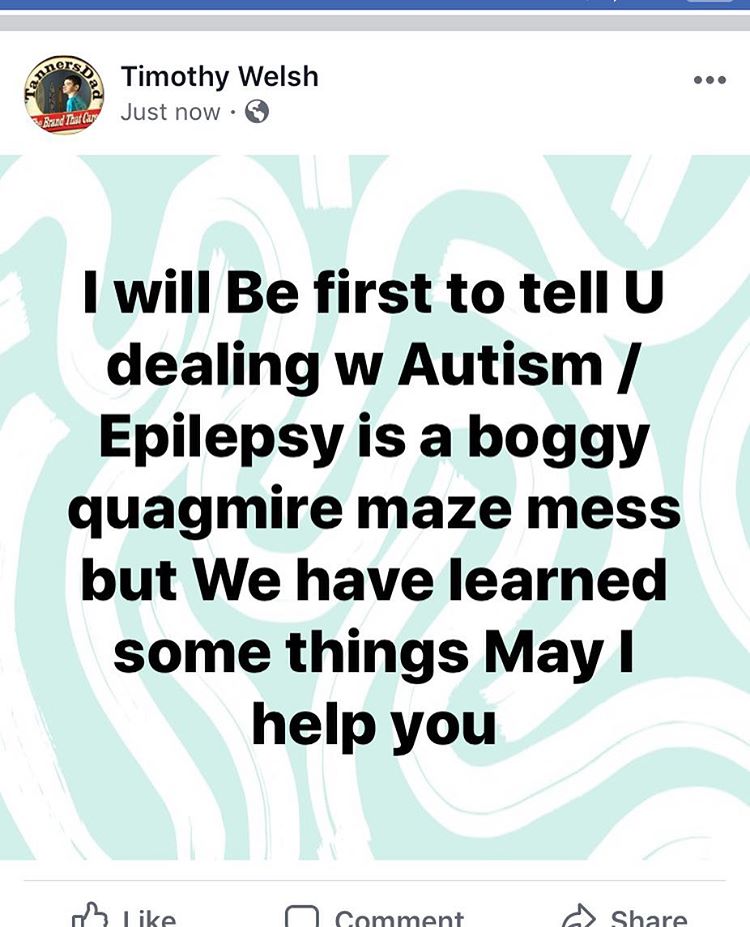 TannersDad
The Brand That Cares
Timothy Welsh
Just now ·
I will Be first to tell U
dealing w Autism /
Epilepsy is a boggy
quagmire maze mess
but We have learned
some things May I
help you
Like
Comment
Share